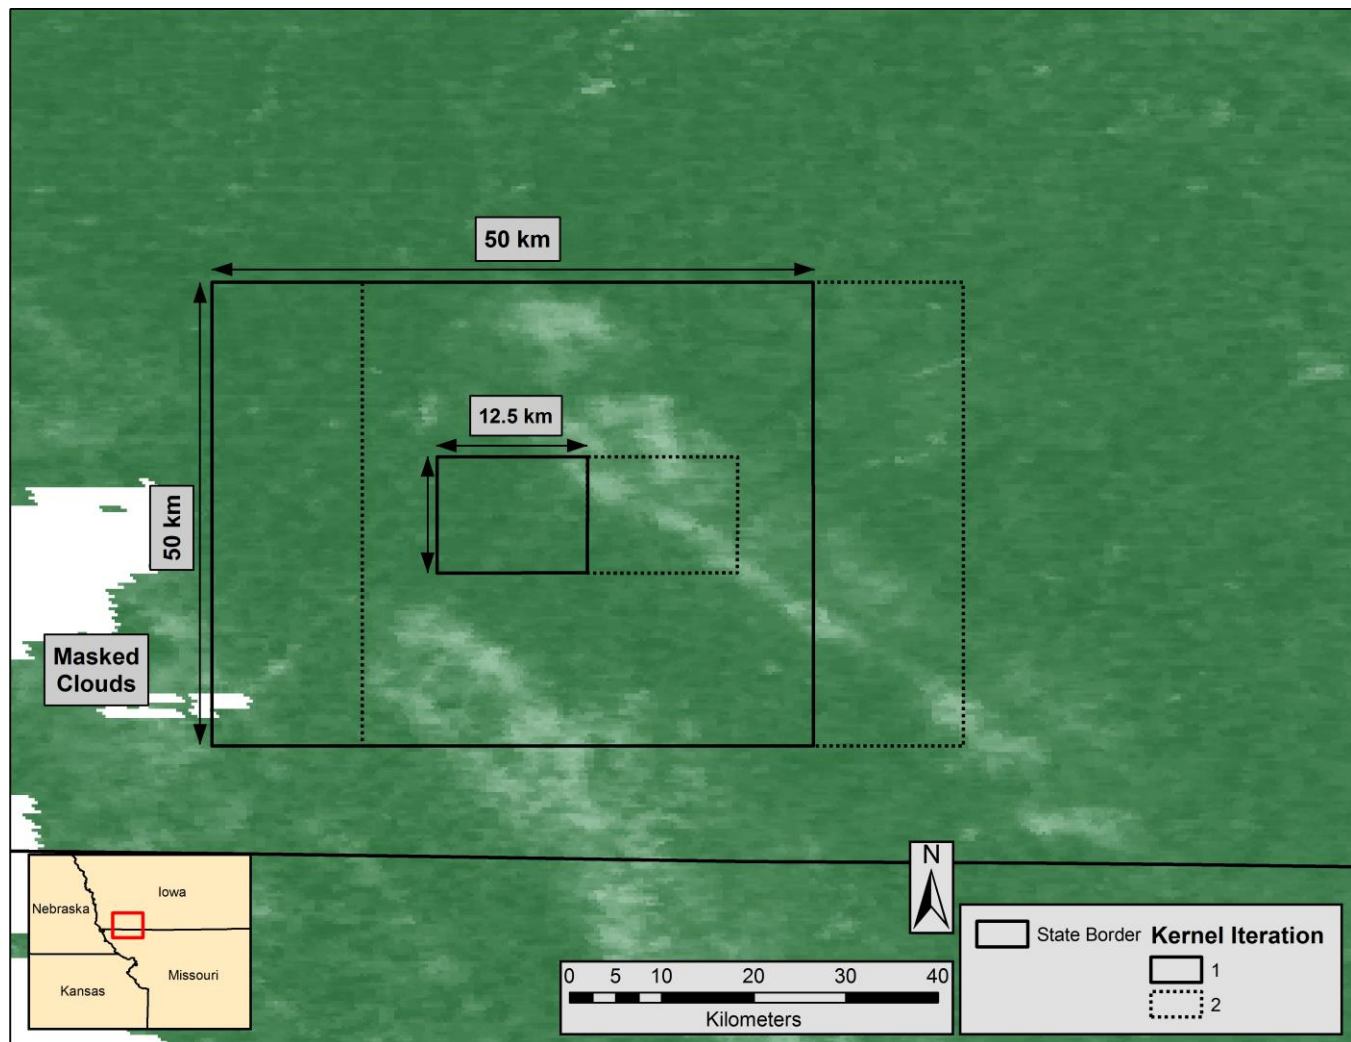 50 km
12.5 km
50 km
Masked
Clouds
N
Iowa
Nebraska
Missouri
Kansas
0 5 10 20 30 40
Kilometers
State Border
Kernel Iteration
1
2